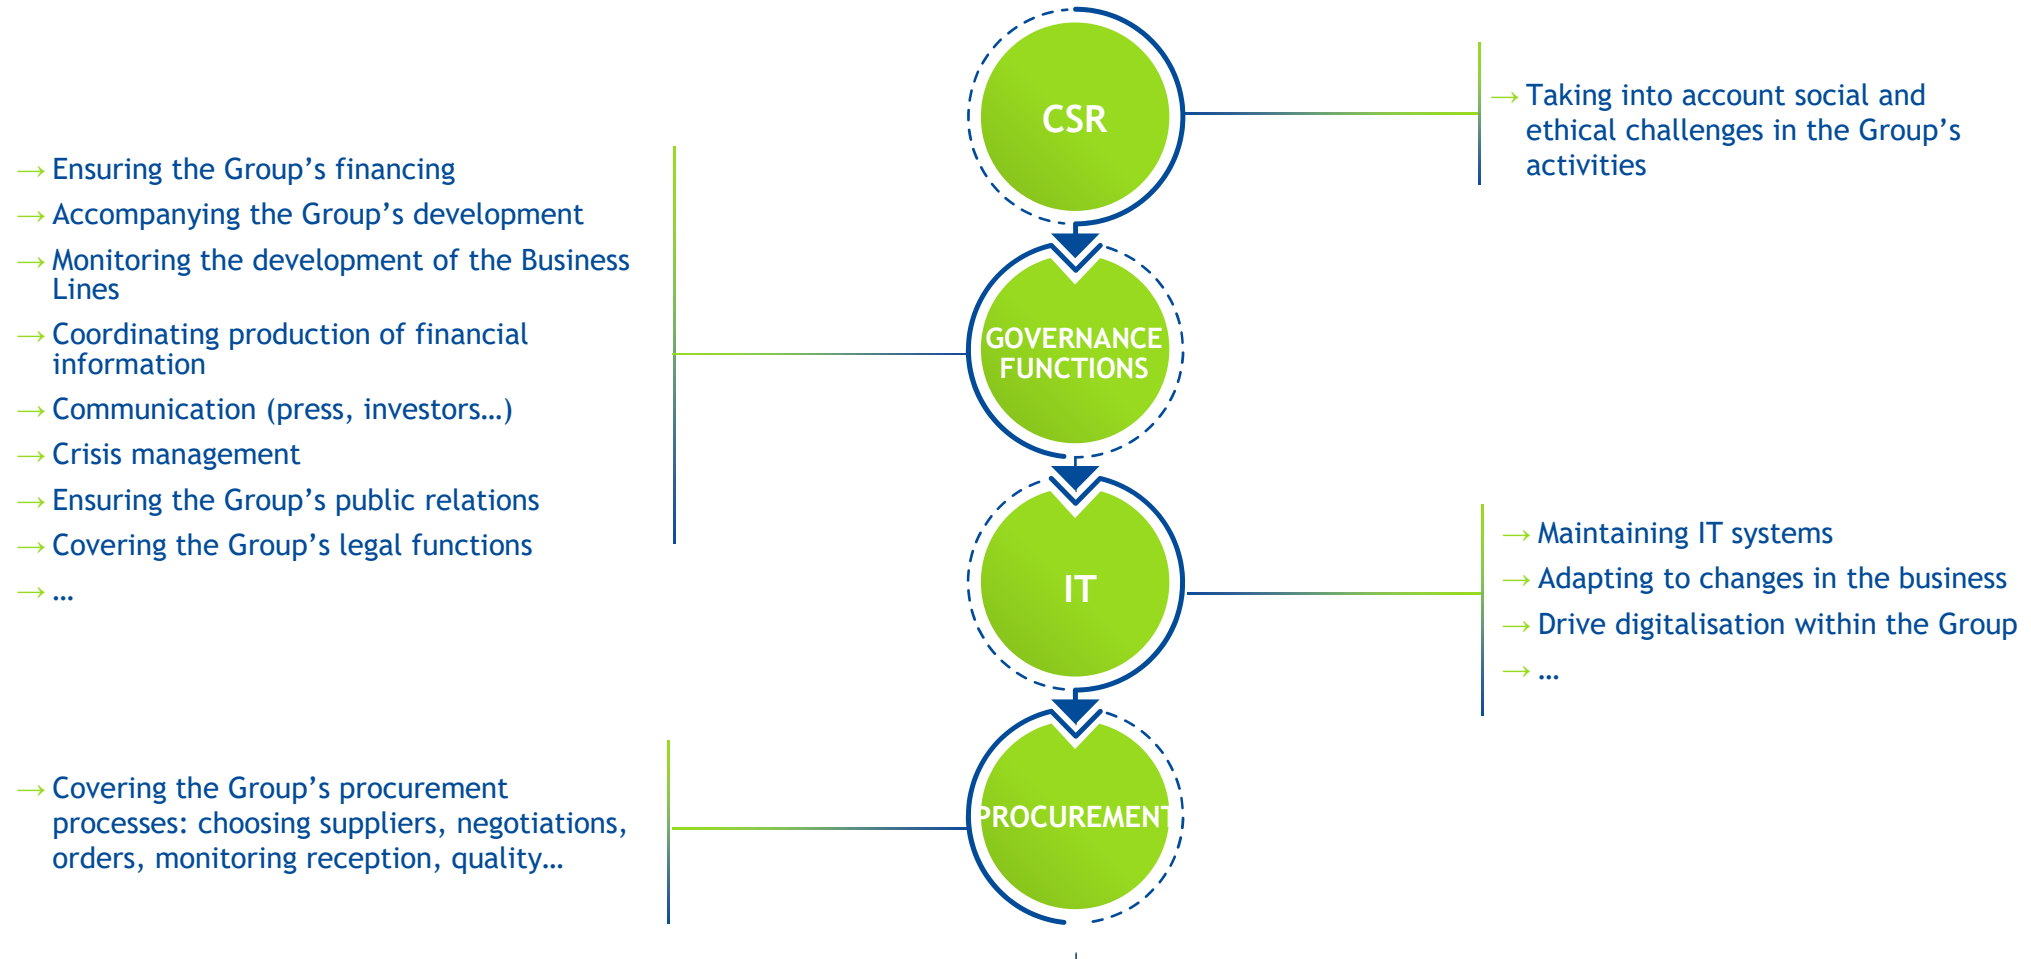 CSR
→ Taking into account social and
ethical challenges in the Group’s
activities
→ Ensuring the Group’s financing
→ Accompanying the Group’s development
→ Monitoring the development of the Business
Lines
→ Coordinating production of financial
information
→ Communication (press, investors…)
→ Crisis management
→ Ensuring the Group’s public relations
→ Covering the Group’s legal functions
→ …
GOVERNANCE
FUNCTIONS
IT
→ Maintaining IT systems
→ Adapting to changes in the business
→ Drive digitalisation within the Group
→ …
→ Covering the Group’s procurement
processes: choosing suppliers, negotiations,
orders, monitoring reception, quality…
PROCUREMENT